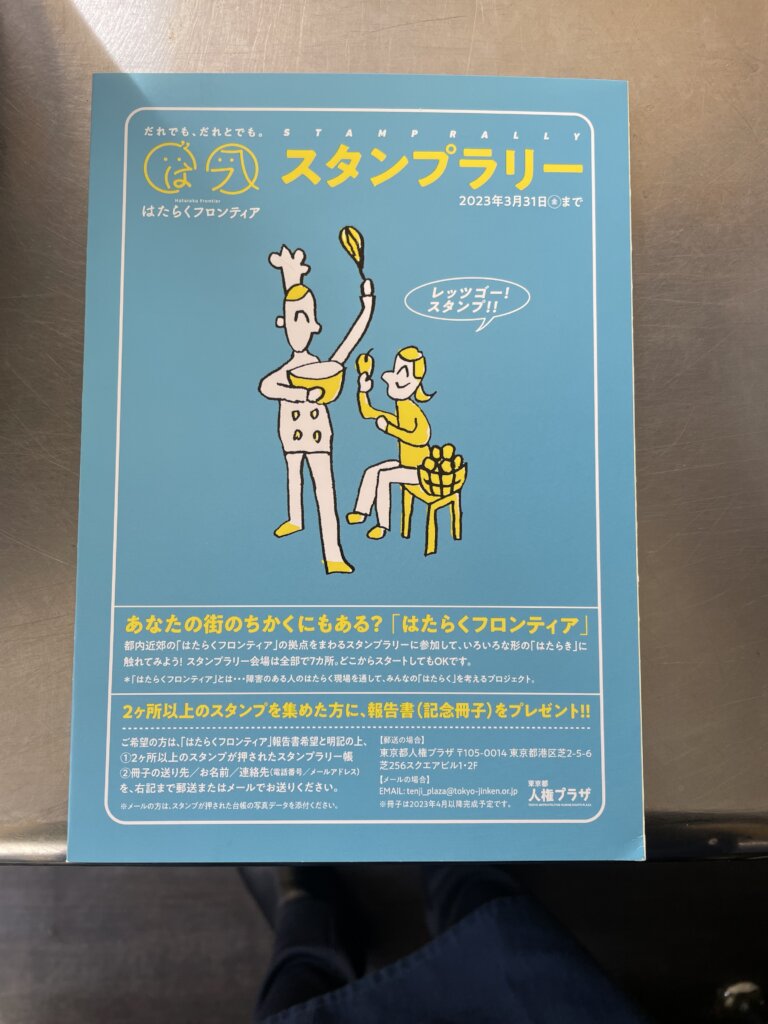 だれでも、だれとでも。
STAMP RALLY
は フ
Hataraku Frontier
はたらくフロンティア
スタンプラリー
2023年3月31日㊎まで
レッツゴー!
スタンプ!!
あなたの街のちかくにもある?「はたらくフロンティア」
都内近郊の「はたらくフロンティア」の拠点をまわるスタンプラリーに参加して、いろいろな形の「はたらき」に
触れてみよう! スタンプラリー会場は全部で7カ所。どこからスタートしてもOKです。
*「はたらくフロンティア」とは・・・障害のある人のはたらく現場を通して、みんなの「はたらく」を考えるプロジェクト。
2ヶ所以上のスタンプを集めた方に、報告書(記念冊子)をプレゼント!!
ご希望の方は、「はたらくフロンティア」報告書希望と明記の上、
①2ヶ所以上のスタンプが押されたスタンプラリー帳
②冊子の送り先/お名前/連絡先(電話番号/メールアドレス)
を、右記まで郵送またはメールでお送りください。
※メールの方は、スタンプが押された台帳の写真データを添付ください。
【郵送の場合】
東京都人権プラザ 〒105-0014 東京都港区芝2-5-6
芝256スクエアビル1・2F
【メールの場合】
EMAIL: tenji_plaza@tokyo-jinken.or.jp
※冊子は2023年4月以降完成予定です。
東京都
人権プラザ
TOKYO METROPOLITAN HUMAN RIGHTS PLAZA